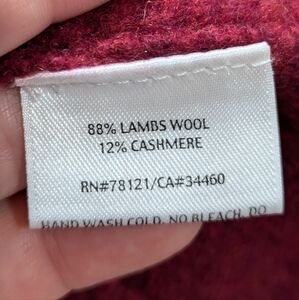 88% LAMBS WOOL
12% CASHMERE
RN#78121/CA#34460
HAND WASH COLD, NO BLEACH, DO